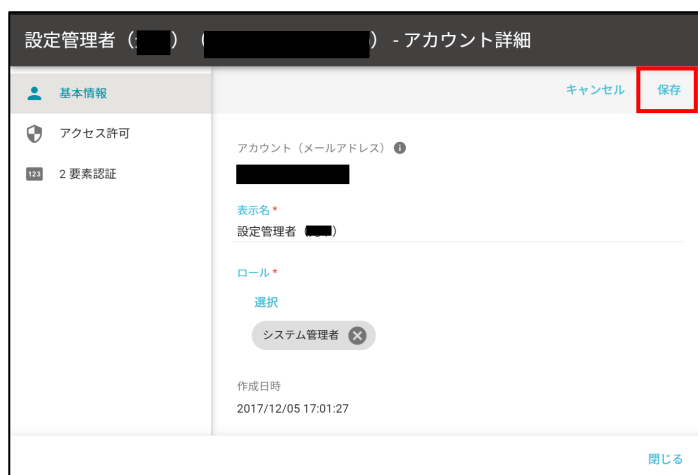 設定管理者（ ）（ ） - アカウント詳細
基本情報
キャンセル 保存
アクセス許可
123 2 要素認証
アカウント（メールアドレス） i
表示名 *
設定管理者（ ）
ロール *
選択
システム管理者
作成日時
2017/12/05 17:01:27
閉じる